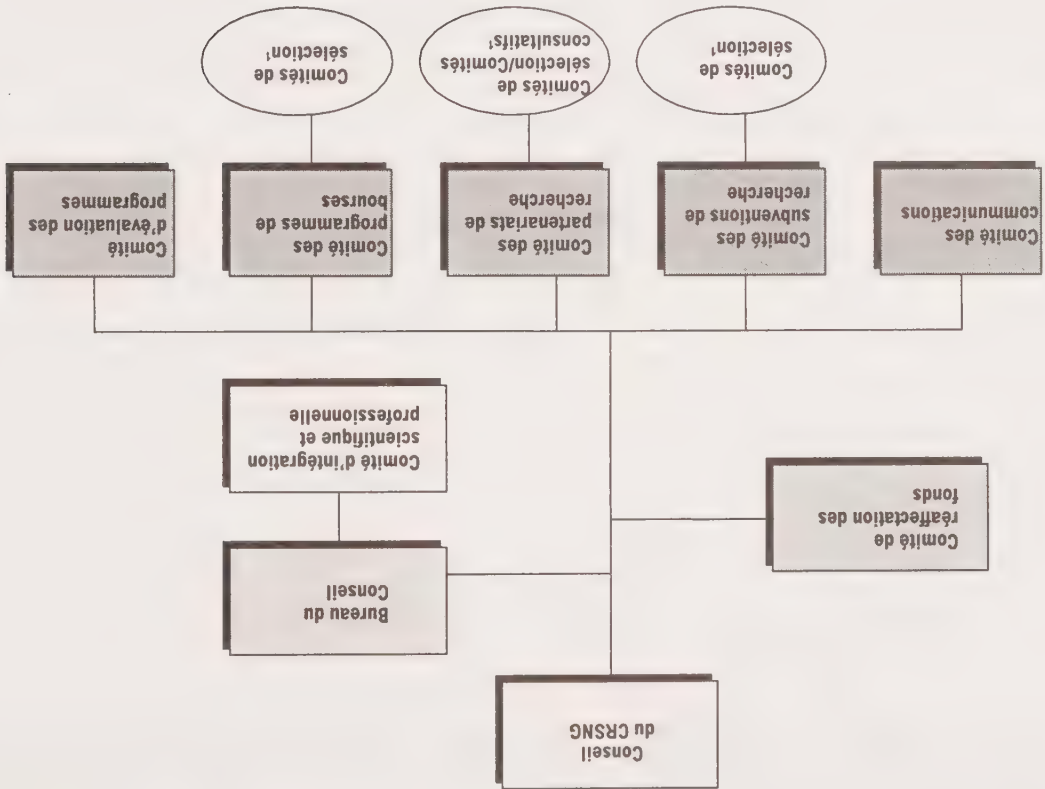 Conseil
du CRSNG
Bureau du
Conseil
Comité de
réaffectation des
fonds
Comité d'intégration
scientifique et
professionnelle
Comité des
communications
Comité des
subventions de
recherche
Comité des
partenariats de
recherche
Comité des
programmes de
bourses
Comité
d'évaluation des
programmes
Comités de
sélection¹
Comités de
sélection/Comités
consultatifs¹
Comités de
sélection¹